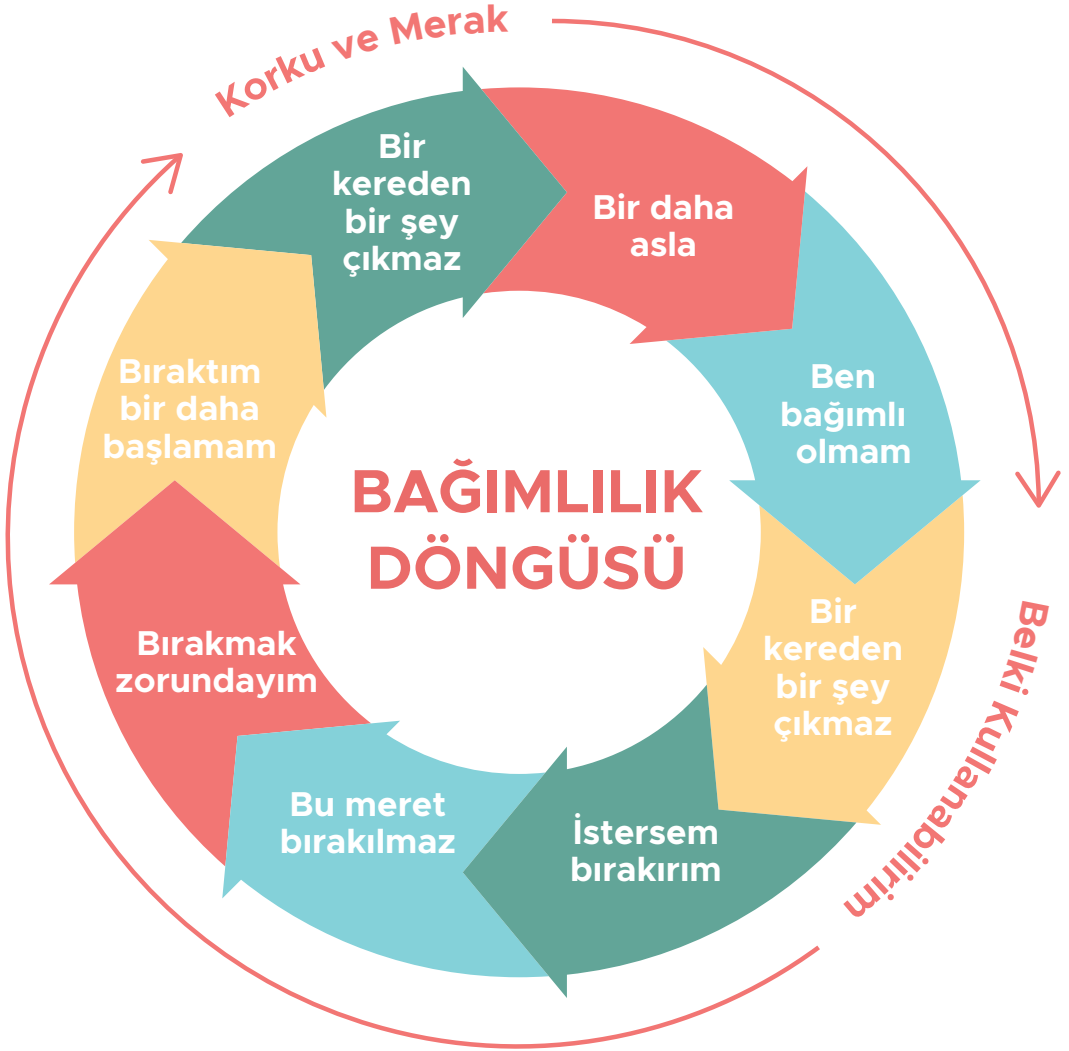 Korku ve Merak
Bir
kereden
bir şey
çıkmaz
Bir daha
asla
Ben
bağımlı
olmam
Bir
kereden
bir şey
çıkmaz
Belki Kullanabilirim
İstersem
bırakırım
Bu meret
bırakılmaz
Bırakmak
zorundayım
Bıraktım
bir daha
başlamam
BAĞIMLILIK
DÖNGÜSÜ